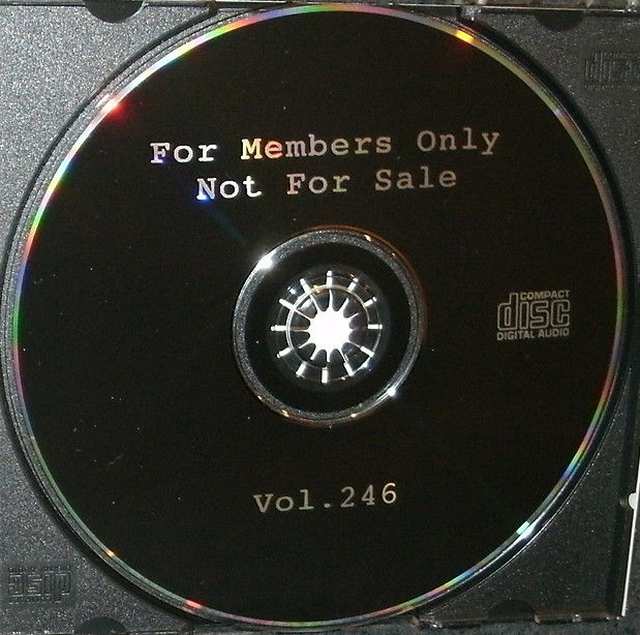 For Members Only
Not For Sale
COMPACT
disc
DIGITAL AUDIO
Vol.246